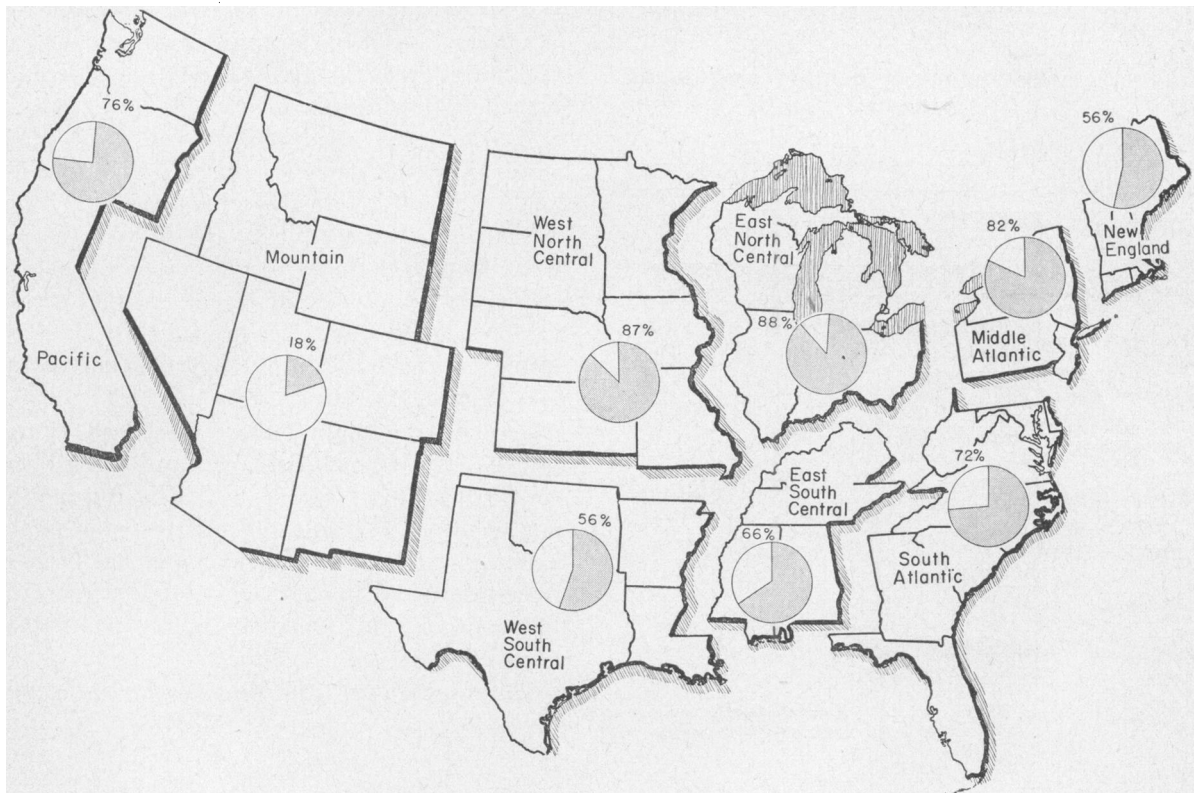 76%
Pacific
Mountain
18%
West
North
Central
87%
East
North
Central
88%
56%
New
England
82%
Middle
Atlantic
72%
South
Atlantic
East
South
Central
66%
56%
West
South
Central